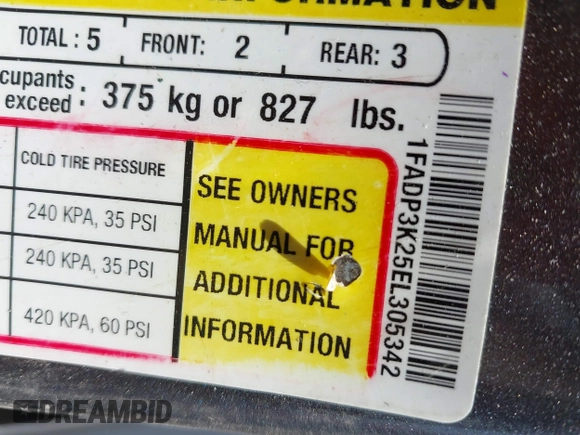 INFORMATION
TOTAL : 5 FRONT: 2 REAR: 3
cupants
exceed : 375 kg or 827 lbs.
COLD TIRE PRESSURE
240 KPA, 35 PSI
240 KPA, 35 PSI
420 KPA, 60 PSI
SEE OWNERS
MANUAL FOR
ADDITIONAL
INFORMATION
1FADP3K25EL305342
DREAMBID